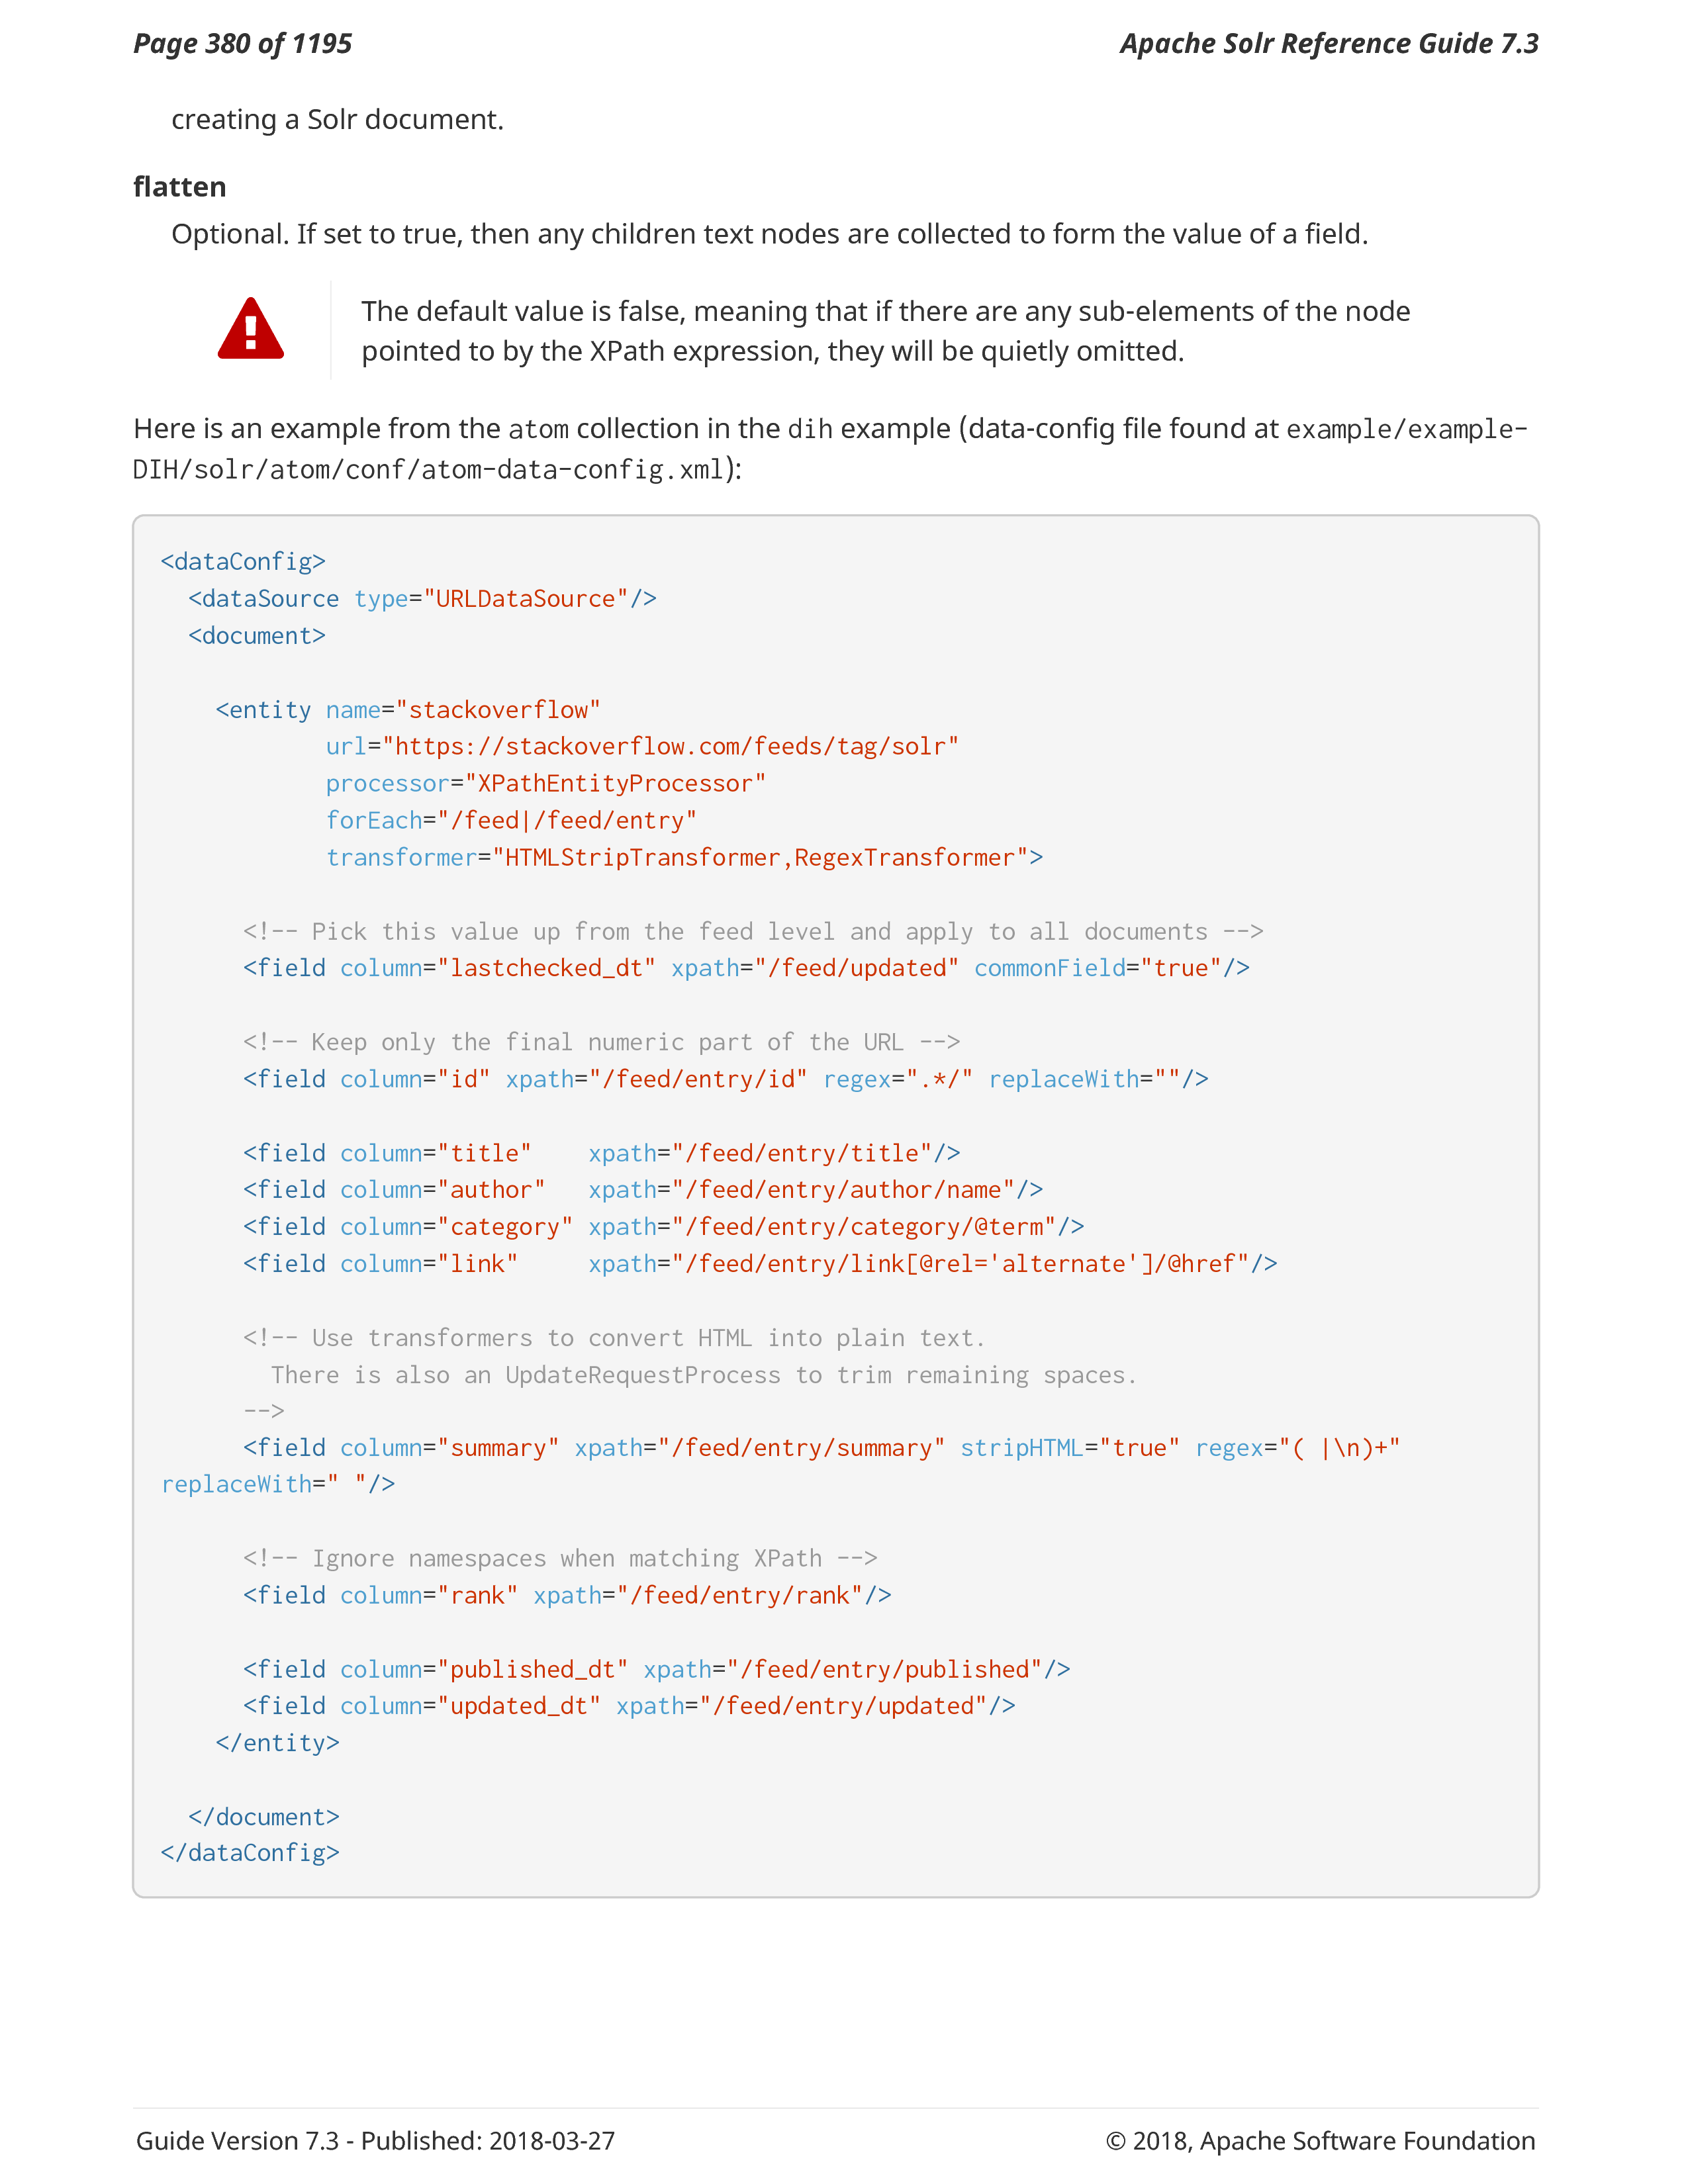 Page 380 of 1195
Apache Solr Reference Guide 7.3
creating a Solr document.
flatten
Optional. If set to true, then any children text nodes are collected to form the value of a field.
The default value is false, meaning that if there are any sub-elements of the node
pointed to by the XPath expression, they will be quietly omitted.
Here is an example from the atom collection in the dih example (data-config file found at example/example-
DIH/solr/atom/conf/atom-data-config.xml):
<dataConfig>
  <dataSource type="URLDataSource"/>
  <document>

    <entity name="stackoverflow"
            url="https://stackoverflow.com/feeds/tag/solr"
            processor="XPathEntityProcessor"
            forEach="/feed|/feed/entry"
            transformer="HTMLStripTransformer,RegexTransformer">

      <!-- Pick this value up from the feed level and apply to all documents -->
      <field column="lastchecked_dt" xpath="/feed/updated" commonField="true"/>

      <!-- Keep only the final numeric part of the URL -->
      <field column="id" xpath="/feed/entry/id" regex=".*/" replaceWith=""/>

      <field column="title"    xpath="/feed/entry/title"/>
      <field column="author"   xpath="/feed/entry/author/name"/>
      <field column="category" xpath="/feed/entry/category/@term"/>
      <field column="link"     xpath="/feed/entry/link[@rel='alternate']/@href"/>

      <!-- Use transformers to convert HTML into plain text.
        There is also an UpdateRequestProcess to trim remaining spaces.
      -->
      <field column="summary" xpath="/feed/entry/summary" stripHTML="true" regex="( |\n)+"
replaceWith=" "/>

      <!-- Ignore namespaces when matching XPath -->
      <field column="rank" xpath="/feed/entry/rank"/>

      <field column="published_dt" xpath="/feed/entry/published"/>
      <field column="updated_dt" xpath="/feed/entry/updated"/>
    </entity>

  </document>
</dataConfig>
Guide Version 7.3 - Published: 2018-03-27
© 2018, Apache Software Foundation